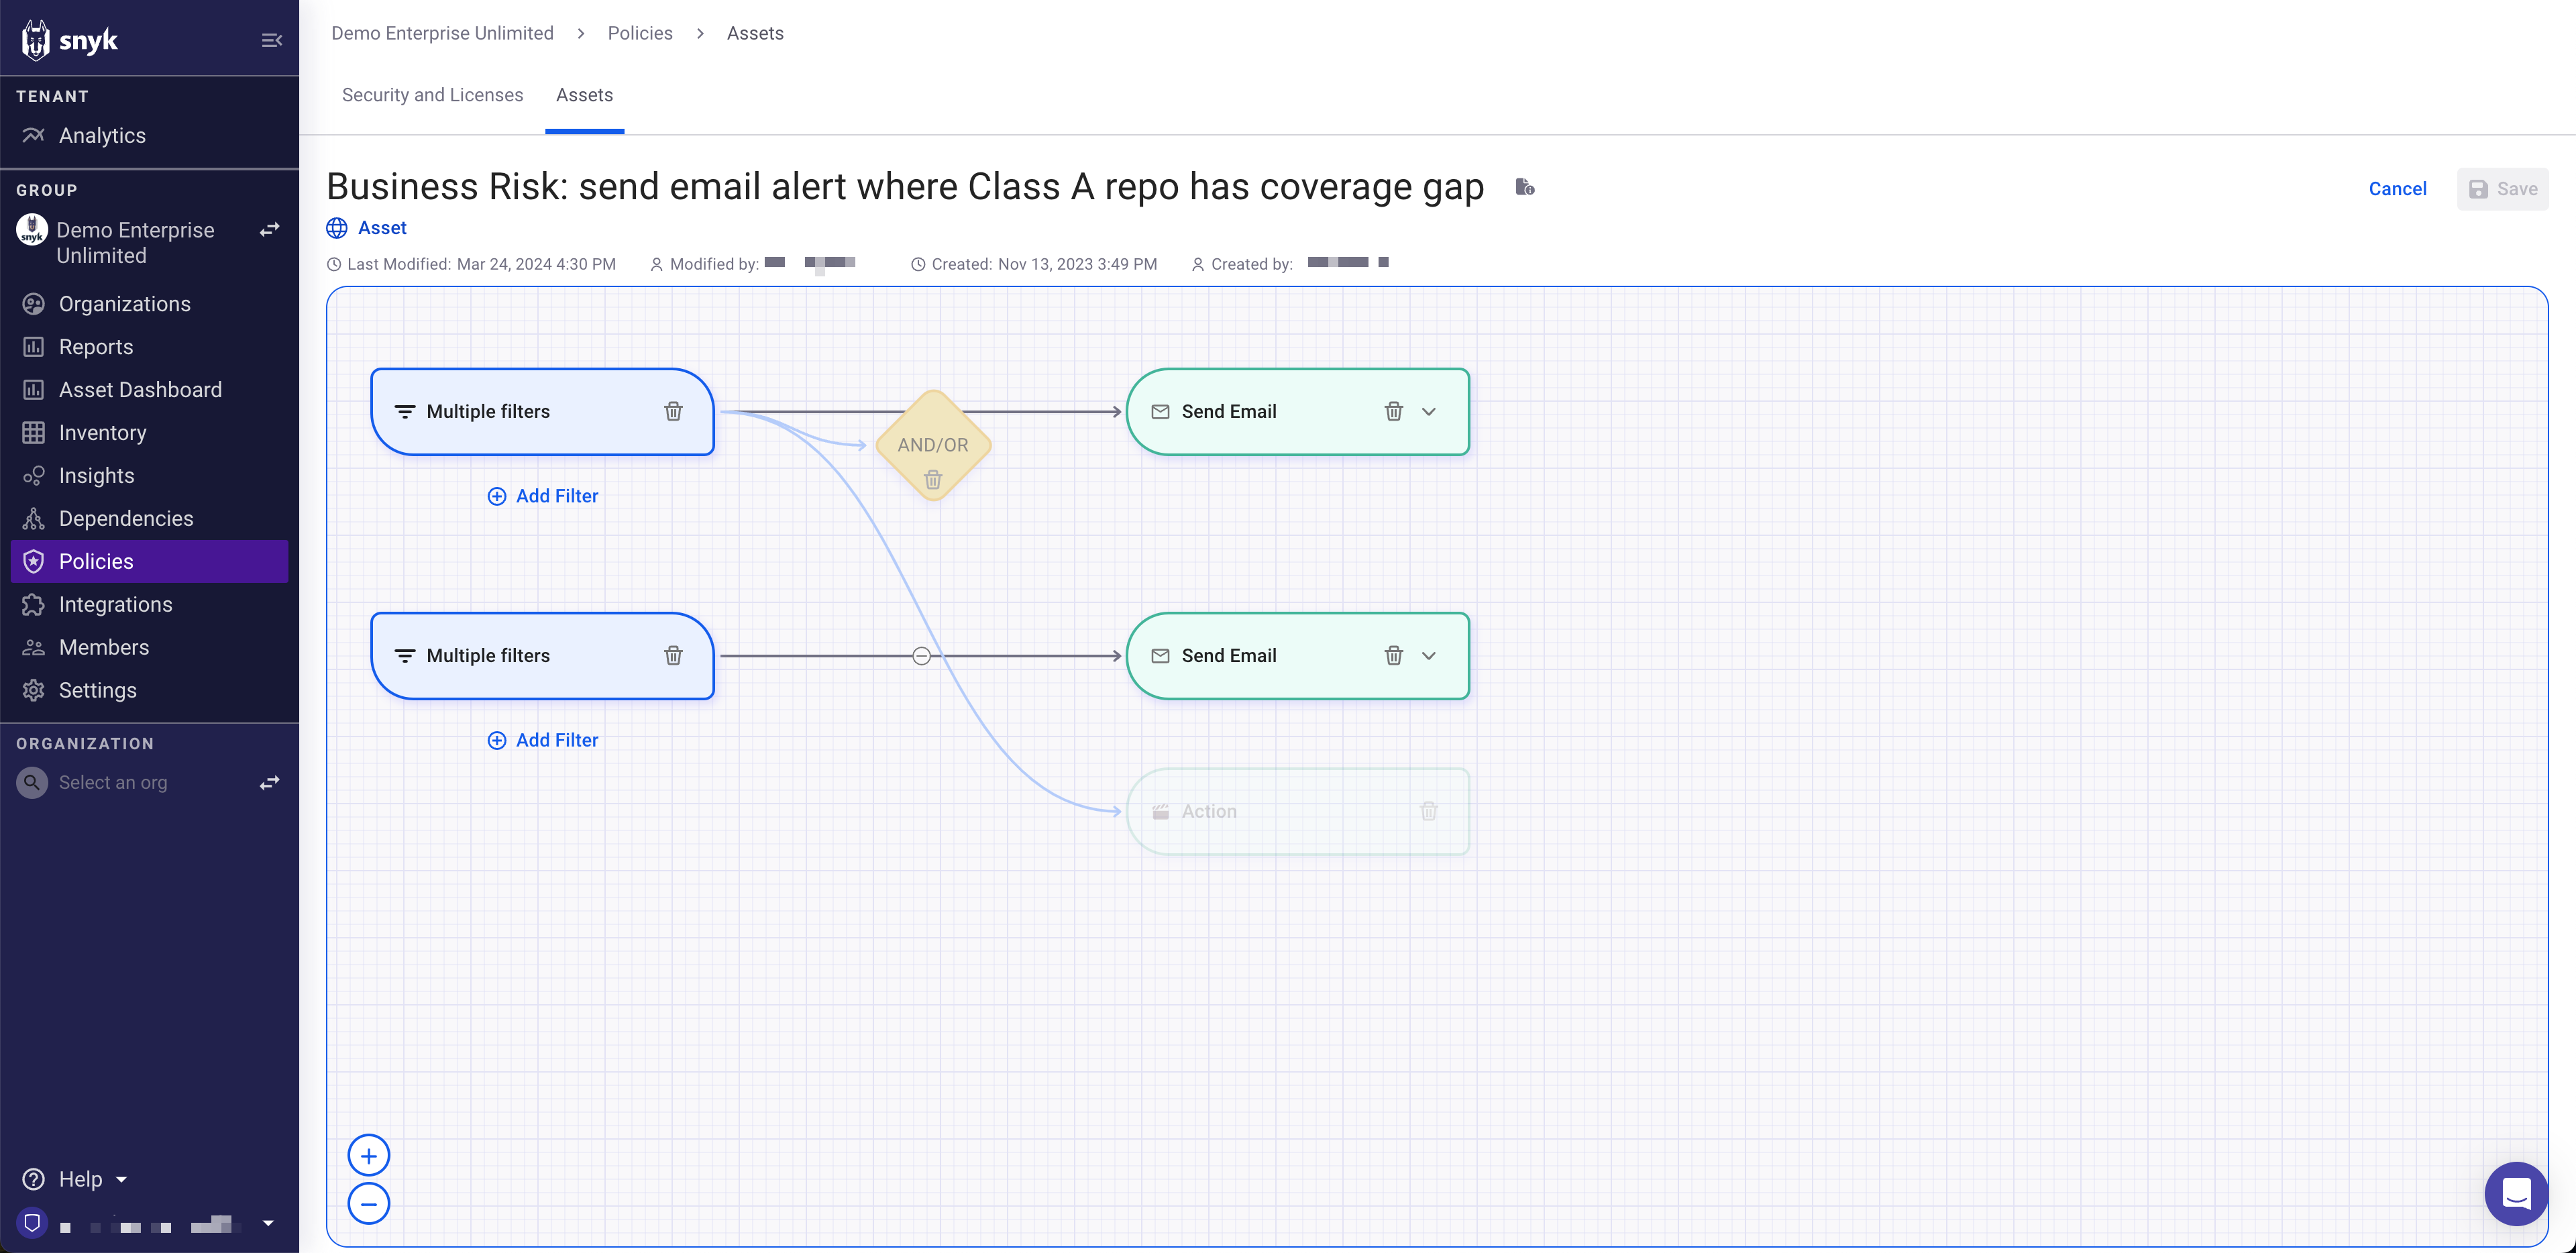 snyk
TENANT
Analytics
GROUP
snyk
Demo Enterprise
Unlimited
Organizations
Reports
Asset Dashboard
Inventory
Insights
Dependencies
Policies
Integrations
Members
Settings
ORGANIZATION
Select an org
Help
Demo Enterprise Unlimited > Policies > Assets
Security and Licenses Assets
Business Risk: send email alert where Class A repo has coverage gap
Cancel Save
Asset
Last Modified: Mar 24, 2024 4:30 PM Modified by: Created: Nov 13, 2023 3:49 PM Created by:
Multiple filters
AND/OR
Send Email
Add Filter
Multiple filters
Send Email
Add Filter
Action